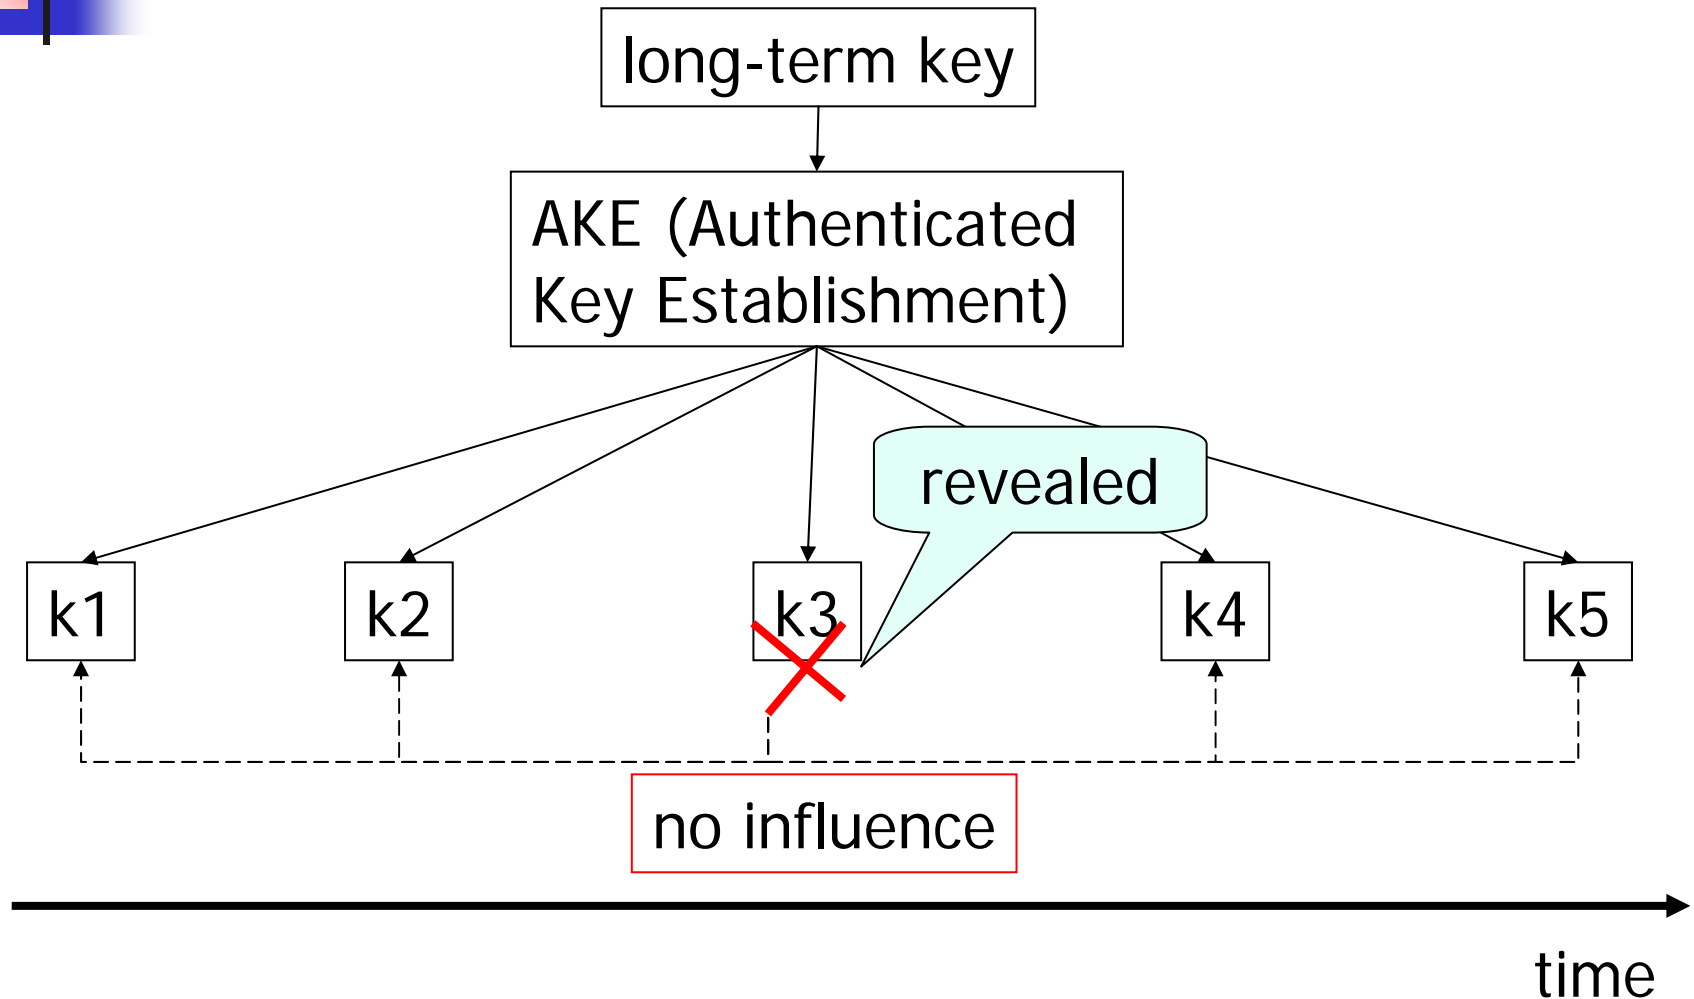 long-term key
AKE (Authenticated
Key Establishment)
revealed
k1
k2
k3
k4
k5
no influence
time